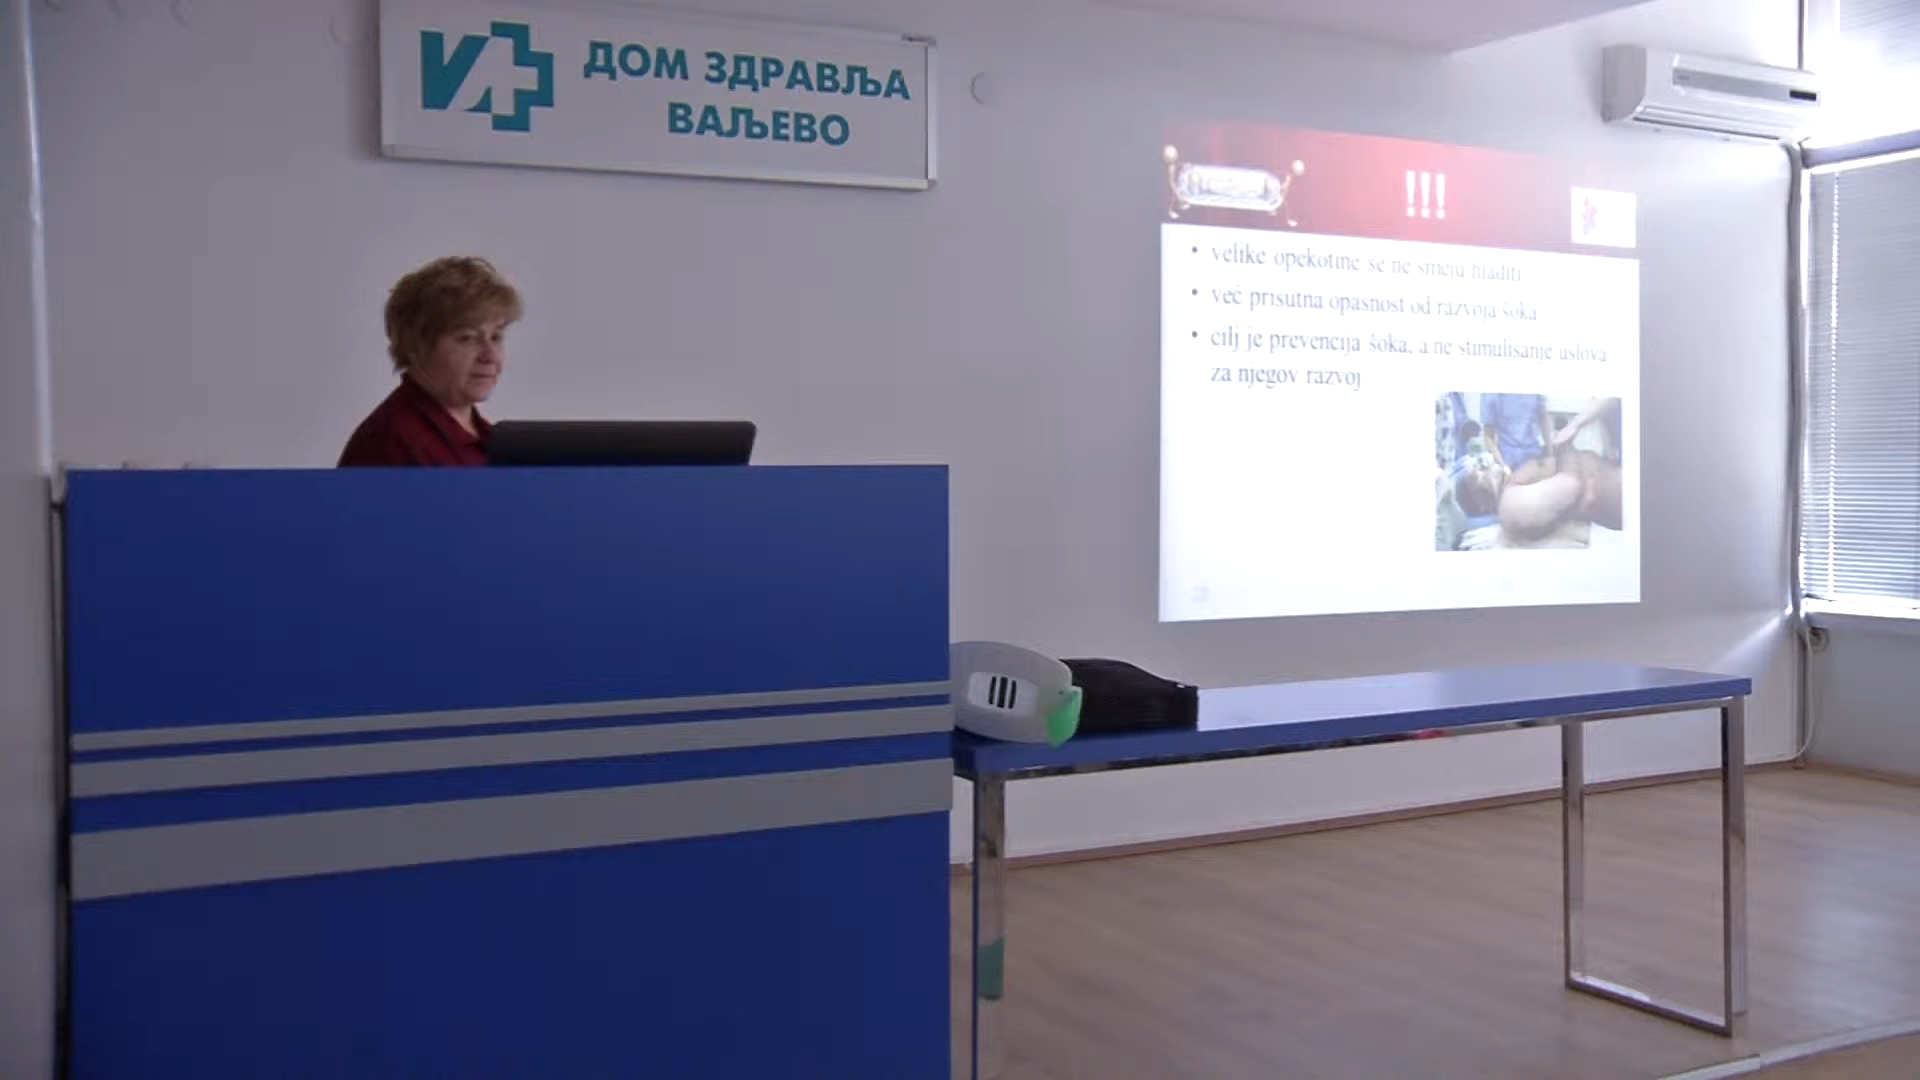 ДОМ ЗДРАВЉА
ВАЉЕВО
!!!
• velike opekotine se ne smeju hladiti
• već prisutna opasnost od razvoja šoka
• cilj je prevencija šoka, a ne stimulisanje uslova
za njegov razvoj